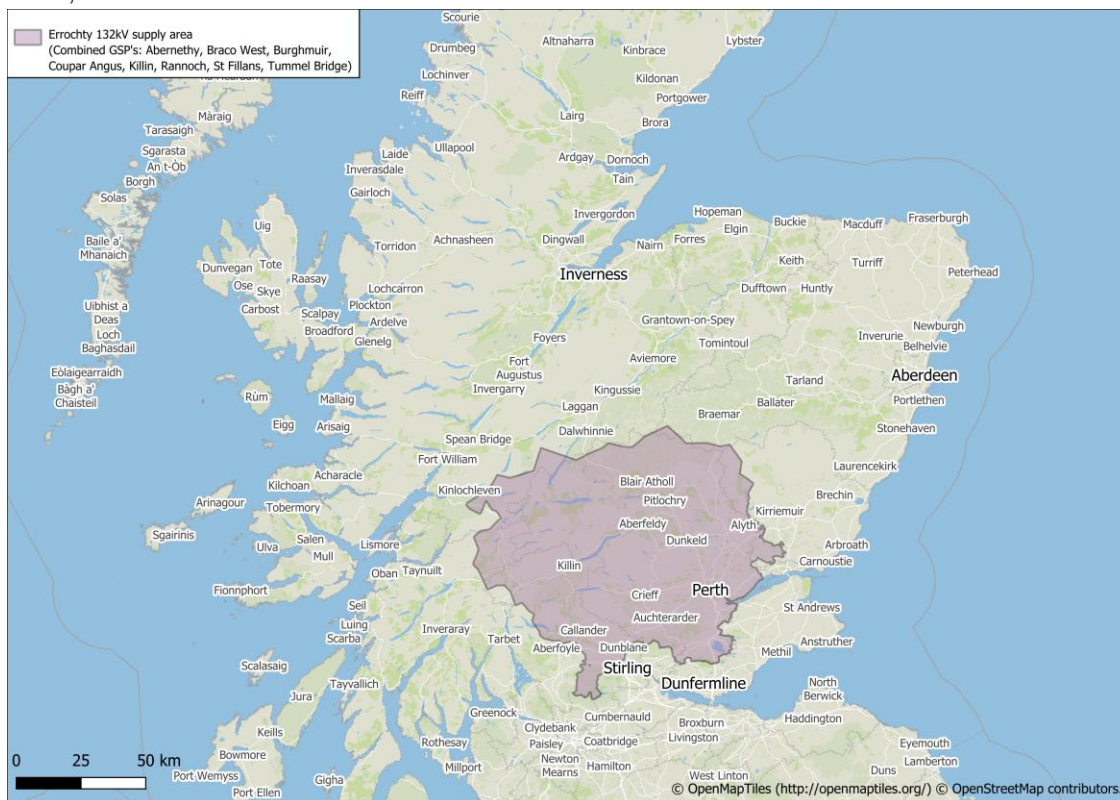 Errochty 132kV supply area
(Combined GSP's: Abernethy, Braco West, Burghmuir,
Coupar Angus, Killin, Rannoch, St Fillans, Tummel Bridge)
Scourie
Lybster
Drumbeg
Altnaharra
Kinbrace
Lochinver
Kildonan
Reiff
Portgower
Màraig
Lairg
Brora
Tarasaigh
Ullapool
Sgarasta
Laide
Ardgay
Dornoch
An t-Òb
Inverasdale
Tain
Borgh
Gairloch
Solas
Invergordon
Hopeman
Buckie
Macduff
Fraserburgh
Uig
Elgin
Baile a'
Mhanaich
Torridon
Achnasheen
Dingwall
Nairn
Forres
Keith
Turriff
Dunvegan
Tote
Inverness
Peterhead
Ose
Skye
Raasay
Lochcarron
Dufftown
Huntly
Uibhist a
Deas
Carbost
Scalpay
Plockton
Loch
Baghasdail
Broadford
Ardelve
Glenelg
Foyers
Grantown-on-Spey
Tomintoul
Inverurie
Newburgh
Belhelvie
Eòlaigearraidh
Fort
Augustus
Aviemore
Bàgh a'
Chaisteil
Rùm
Mallaig
Invergarry
Kingussie
Tarland
Aberdeen
Eigg
Arisaig
Laggan
Braemar
Ballater
Portlethen
Spean Bridge
Dalwhinnie
Stonehaven
Fort William
Laurencekirk
Acharacle
Kilchoan
Kinlochleven
Blair Atholl
Pitlochry
Brechin
Arinagour
Tobermory
Kirriemuir
Sgairinis
Salen
Aberfeldy
Alyth
Ulva
Mull
Lismore
Dunkeld
Arbroath
Oban
Taynuilt
Killin
Carnoustie
Fionnphort
Perth
Seil
Crieff
St Andrews
Luing
Inveraray
Auchterarder
Scarba
Tarbet
Callander
Anstruther
Aberfoyle
Dunblane
Methil
Scalasaig
Stirling
Jura
Tayvallich
Dunfermline
North
Berwick
Greenock
Cumbernauld
Haddington
Keills
Clydebank
Broxburn
Bowmore
Rothesay
Paisley
Coatbridge
Livingston
Eyemouth
Port Wemyss
Millport
Newton
Mearns
Hamilton
Lamberton
Gigha
West Linton
Duns
Port Ellen
0 25 50 km
© OpenMapTiles (http://openmaptiles.org/) © OpenStreetMap contributors